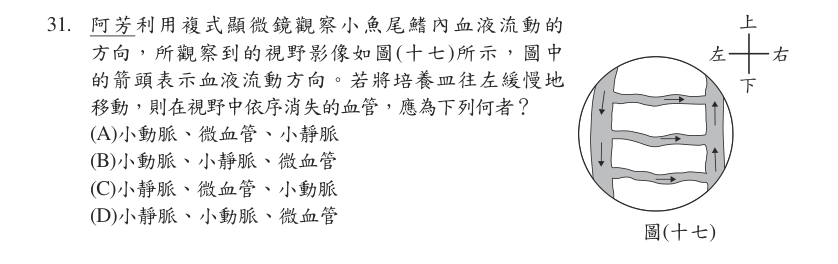 31. 阿芳利用複式顯微鏡觀察小魚尾鰭內血液流動的
方向，所觀察到的視野影像如圖(十七)所示，圖中
的箭頭表示血液流動方向。若將培養皿往左緩慢地
移動，則在視野中依序消失的血管，應為下列何者？
(A)小動脈、微血管、小靜脈
(B)小動脈、小靜脈、微血管
(C)小靜脈、微血管、小動脈
(D)小靜脈、小動脈、微血管
上
左 右
下
圖(十七)